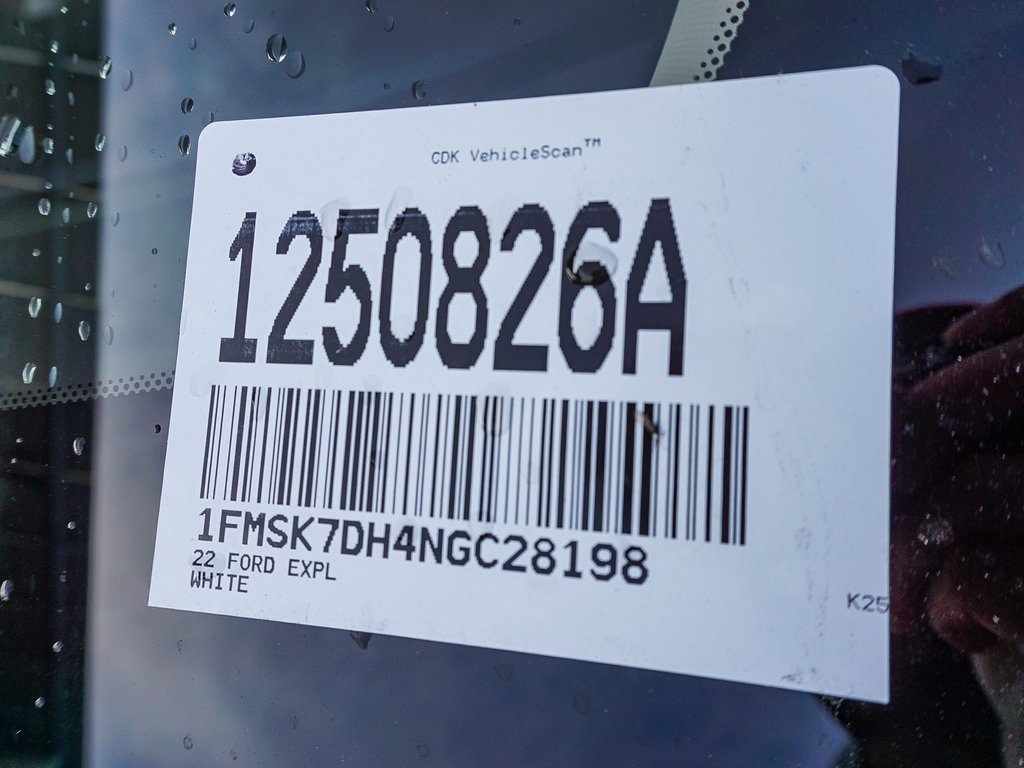 CDK VehicleScan™
1250826A
1FMSK7DH4NGC28198
22 FORD EXPL
WHITE
K25